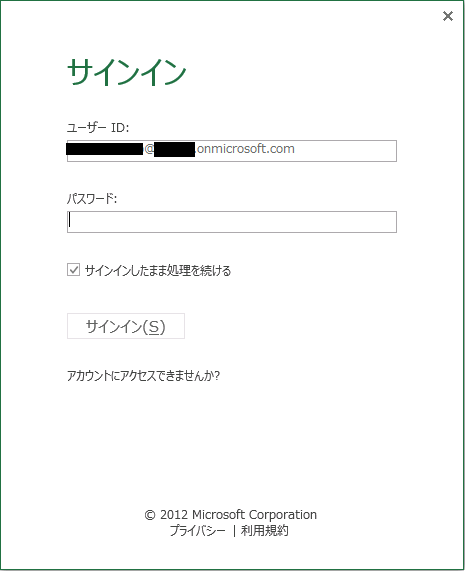 サインイン
ユーザー ID:
@ .onmicrosoft.com
パスワード:
サインインしたまま処理を続ける
サインイン(S)
アカウントにアクセスできませんか?
© 2012 Microsoft Corporation
プライバシー | 利用規約